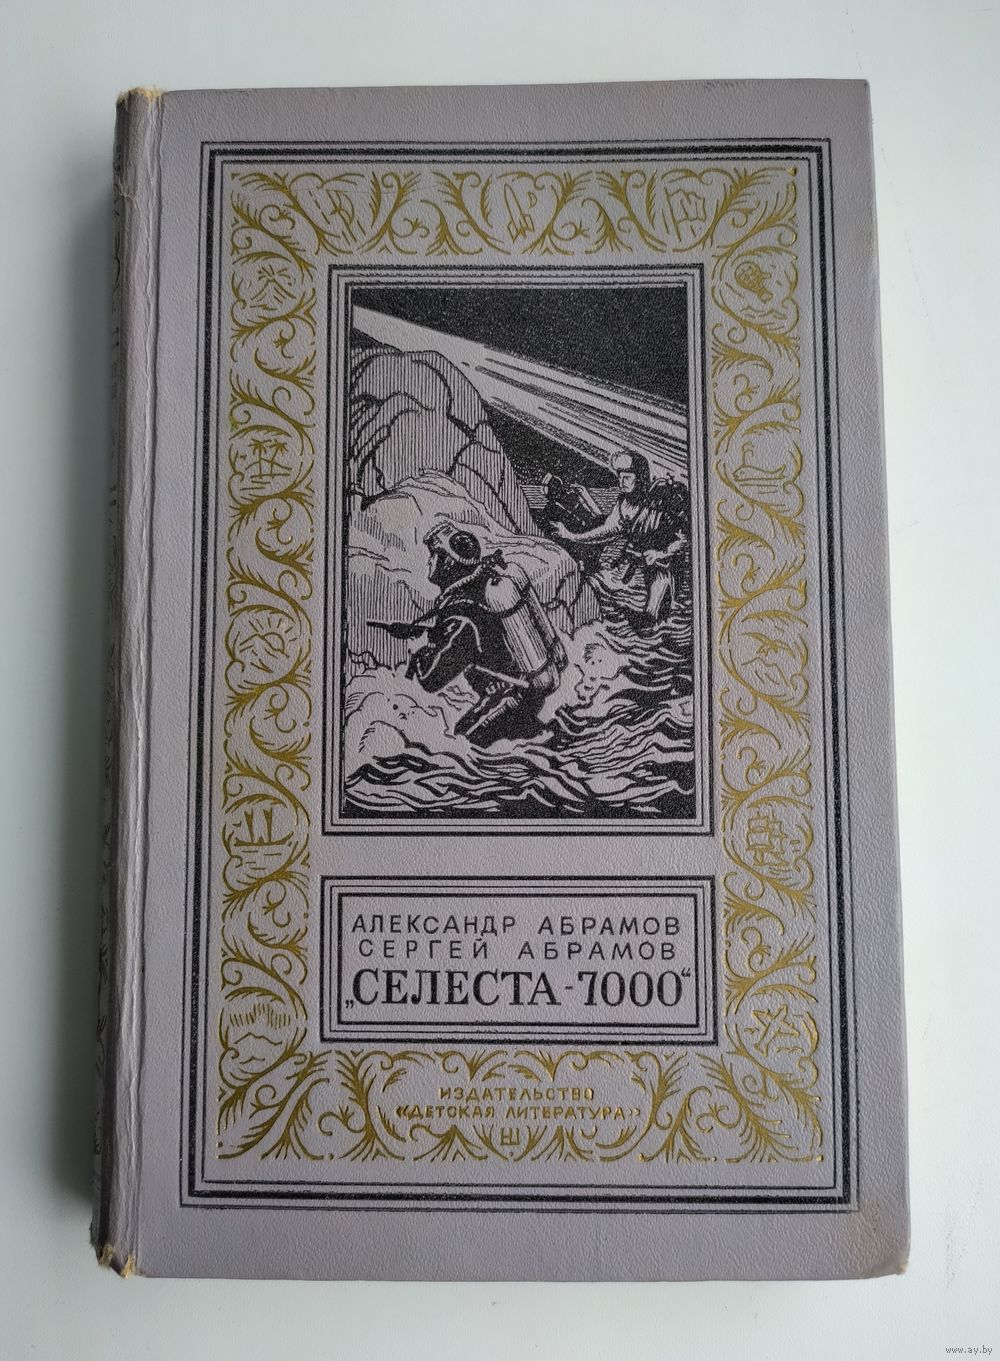 АЛЕКСАНДР АБРАМОВ
СЕРГЕЙ АБРАМОВ
„СЕЛЕСТА-7000“
ИЗДАТЕЛЬСТВО
«ДЕТСКАЯ ЛИТЕРАТУРА»
www.ay.by